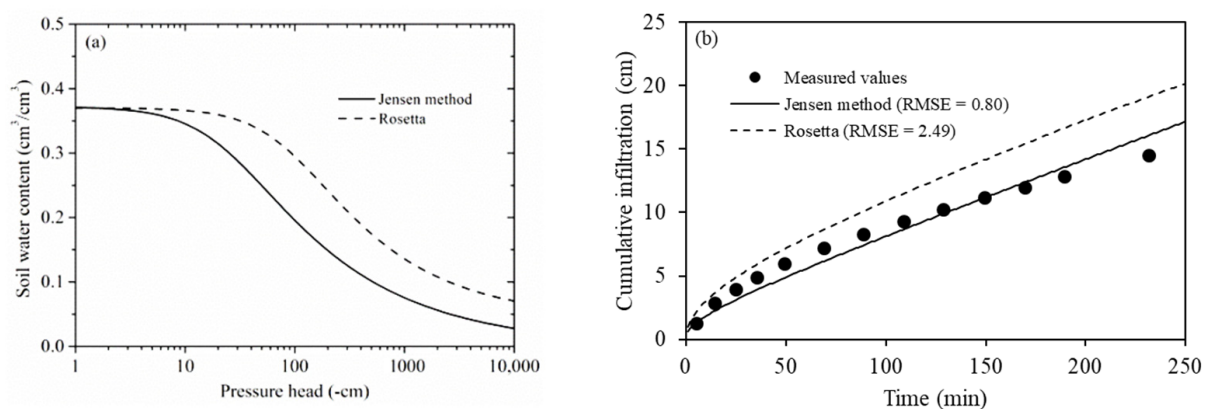 (a)
Soil water content (cm³/cm³)
0.5
0.4
0.3
0.2
0.1
0.0
Jensen method
Rosetta
1
10
100
1000
10,000
Pressure head (-cm)
(b)
Cumulative infiltration (cm)
25
20
15
10
5
0
Measured values
Jensen method (RMSE = 0.80)
Rosetta (RMSE = 2.49)
0
50
100
150
200
250
Time (min)